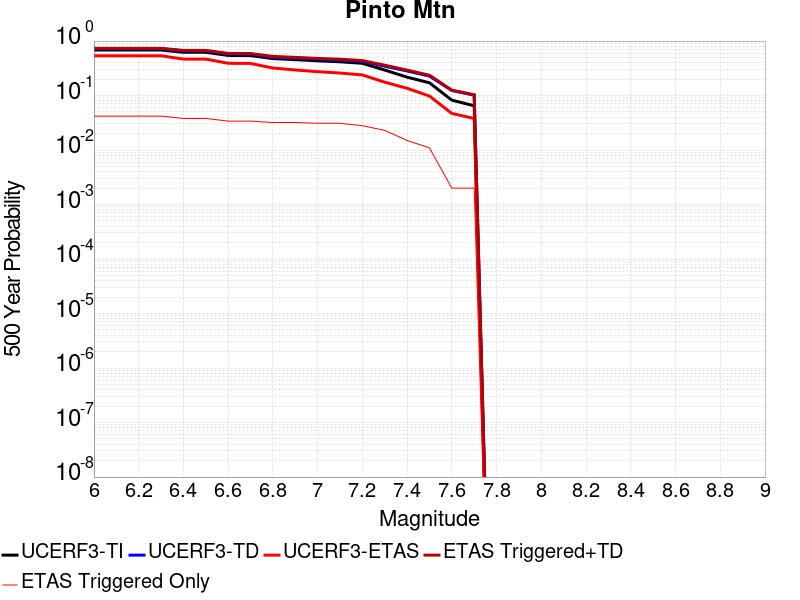 Pinto Mtn
10^0
10^-1
10^-2
10^-3
10^-4
10^-5
10^-6
10^-7
10^-8
500 Year Probability
6 6.2 6.4 6.6 6.8 7 7.2 7.4 7.6 7.8 8 8.2 8.4 8.6 8.8 9
Magnitude
UCERF3-TI UCERF3-TD UCERF3-ETAS ETAS Triggered+TD
ETAS Triggered Only